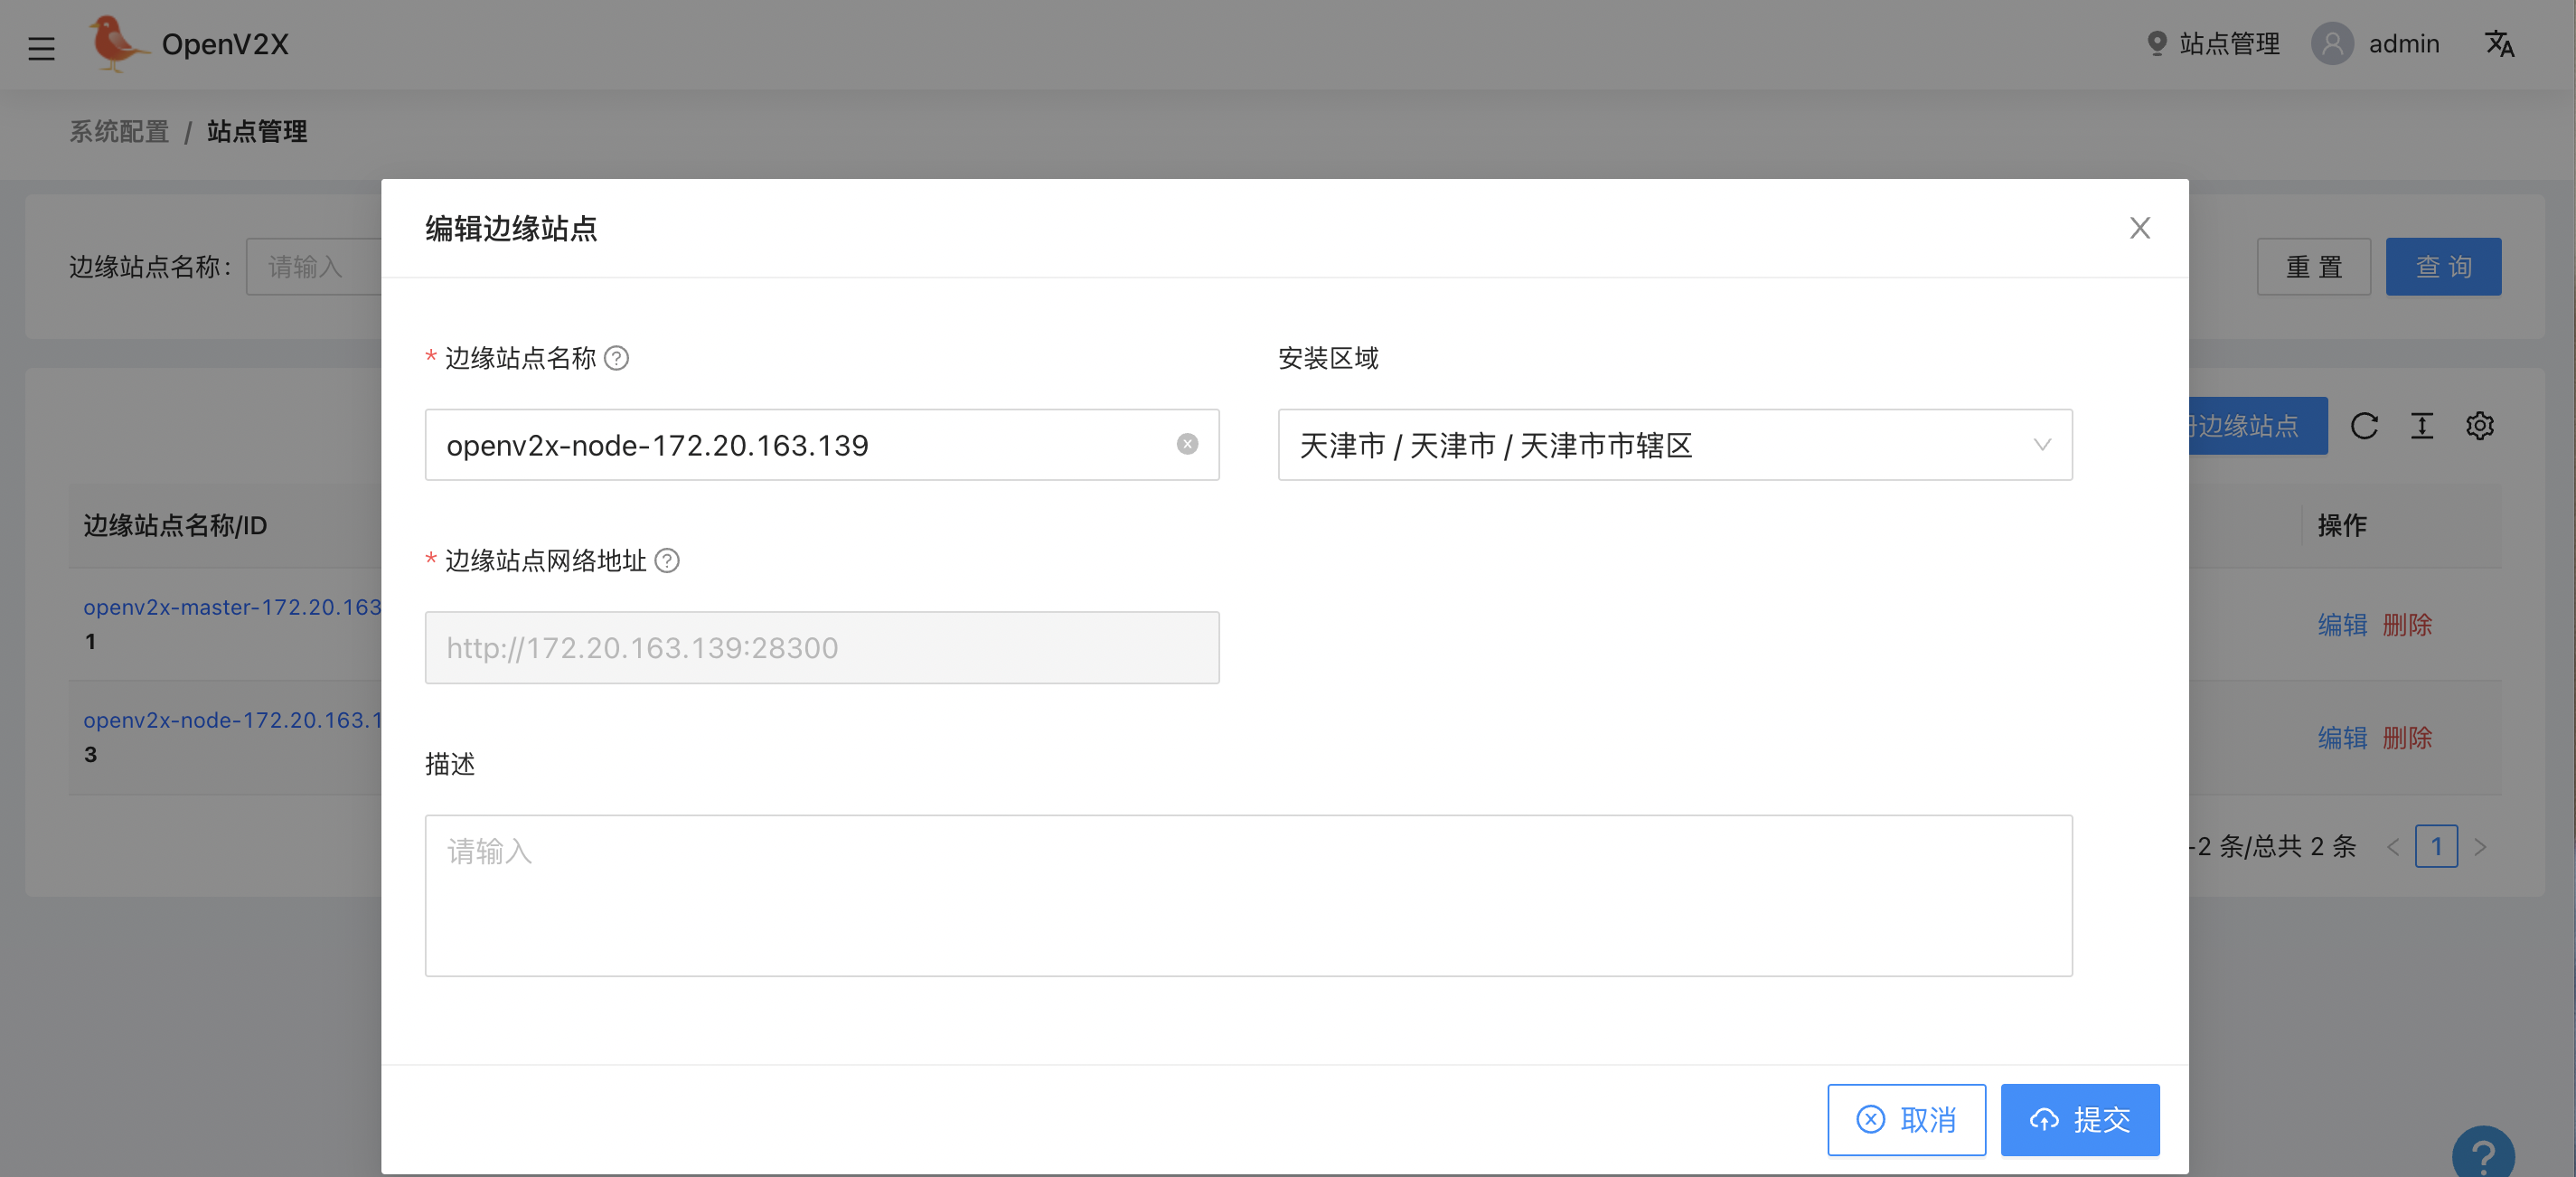 OpenV2X
站点管理
admin
系统配置 / 站点管理
边缘站点名称:
请输入
重 置
查 询
编辑边缘站点
* 边缘站点名称
安装区域
openv2x-node-172.20.163.139
天津市 / 天津市 / 天津市市辖区
* 边缘站点网络地址
http://172.20.163.139:28300
描述
请输入
取消
提交
边缘站点
边缘站点名称/ID
操作
openv2x-master-172.20.163
1
编辑 删除
openv2x-node-172.20.163.1
3
编辑 删除
-2 条/总共 2 条
1